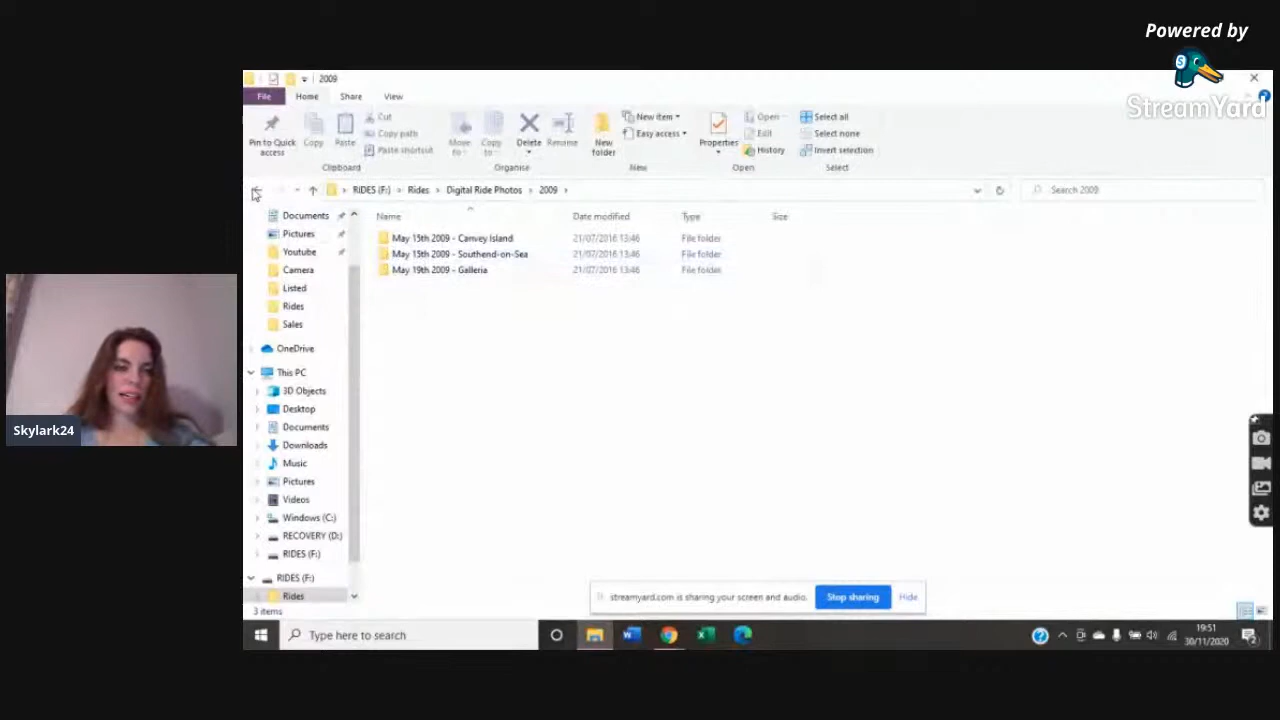 Powered by
StreamYard
2009
File Home Share View
Pin to Quick access
Copy
Paste
Cut
Copy path
Paste shortcut
Clipboard
Move to
Copy to
Delete
Rename
Organise
New folder
New item
Easy access
New
Properties
Open
Edit
History
Open
Select all
Select none
Invert selection
Select
RIDES (F:) › Rides › Digital Ride Photos › 2009 ›
Search 2009
Name Date modified Type Size
May 15th 2009 - Canvey Island 21/07/2016 13:46 File folder
May 15th 2009 - Southend-on-Sea 21/07/2016 13:46 File folder
May 19th 2009 - Galleria 21/07/2016 13:46 File folder
Documents
Pictures
Youtube
Camera
Listed
Rides
Sales
OneDrive
This PC
3D Objects
Desktop
Documents
Downloads
Music
Pictures
Videos
Windows (C:)
RECOVERY (D:)
RIDES (F:)
RIDES (F:)
Rides
3 items
Skylark24
streamyard.com is sharing your screen and audio.
Stop sharing
Hide
Type here to search
19:51
30/11/2020
2